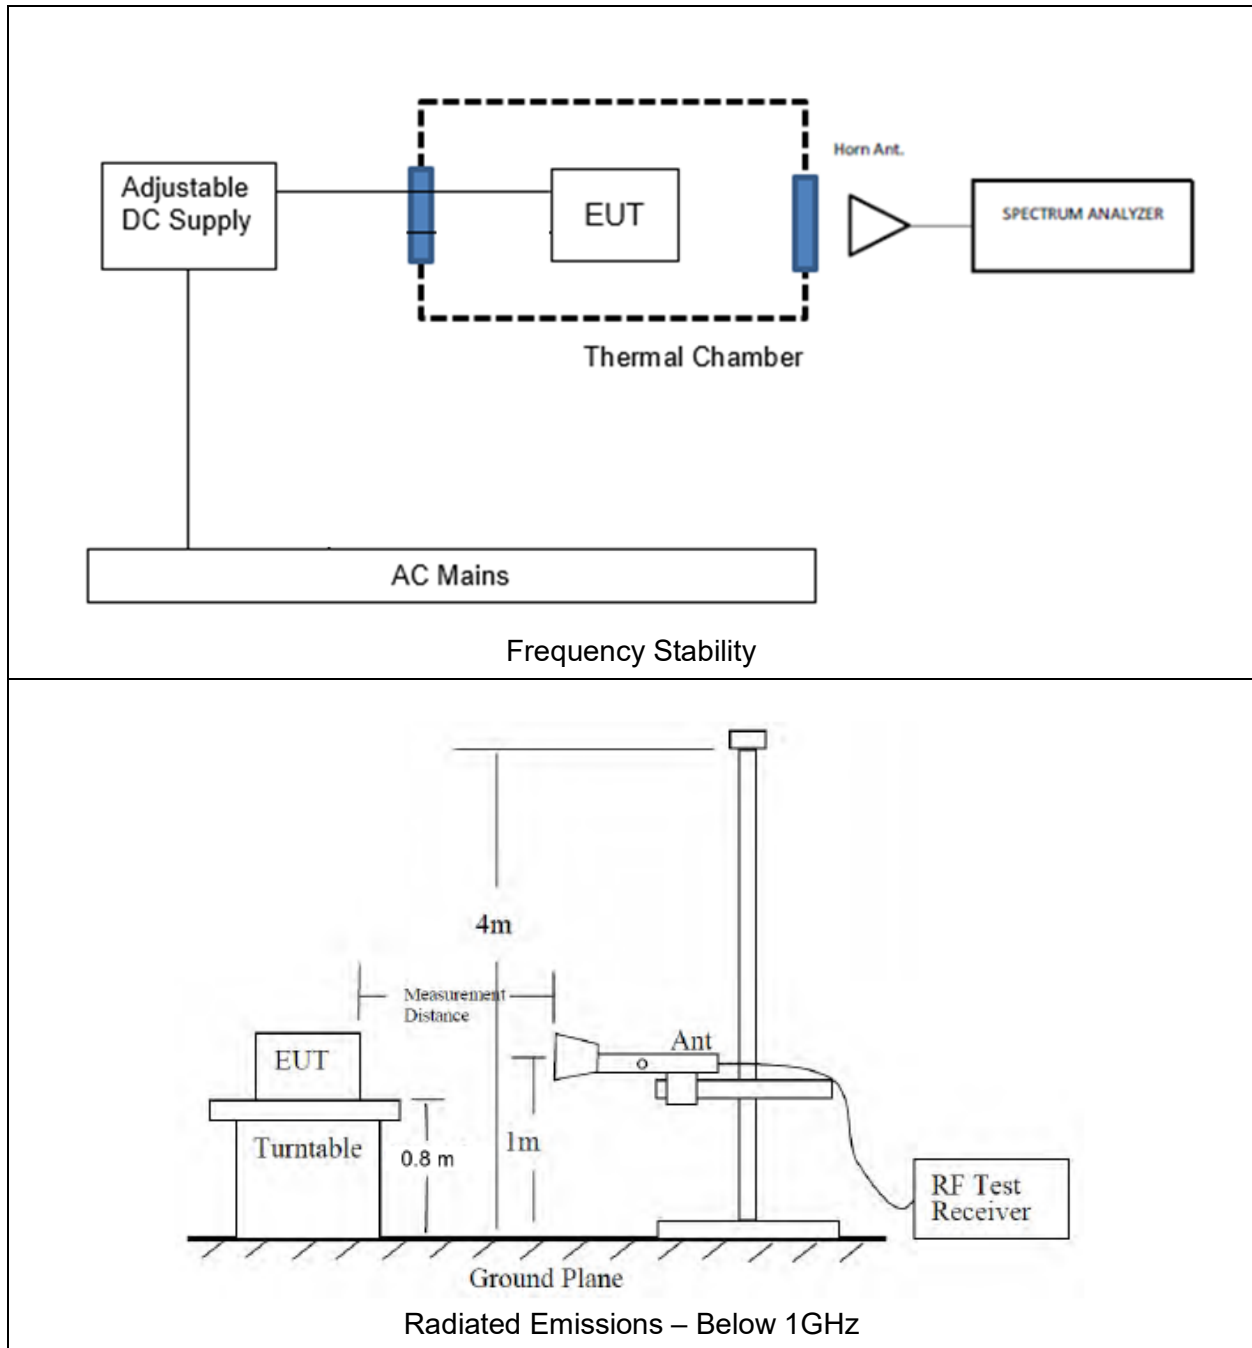 Adjustable
DC Supply
EUT
Horn Ant.
SPECTRUM ANALYZER
Thermal Chamber
AC Mains
Frequency Stability
4m
Measurement
Distance
EUT
Ant
Turntable
0.8 m
1m
RF Test
Receiver
Ground Plane
Radiated Emissions – Below 1GHz